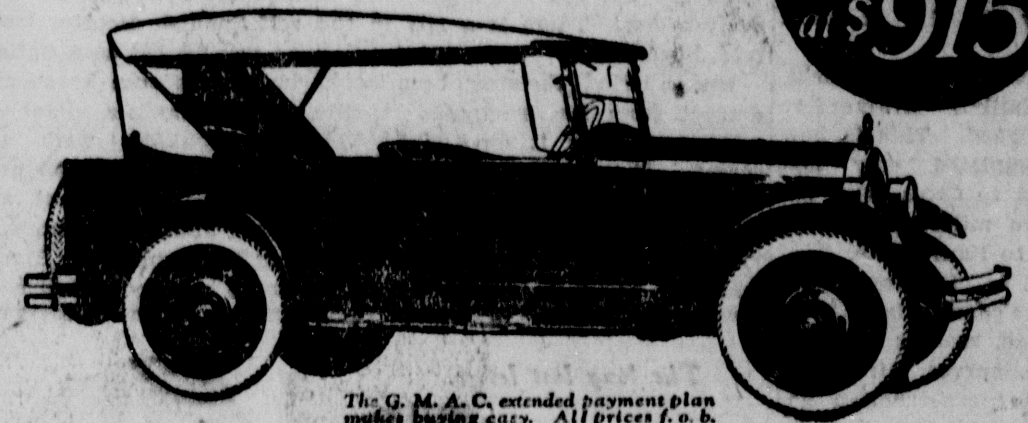 at $915
The G. M. A. C. extended payment plan
makes buying easy. All prices f. o. b.